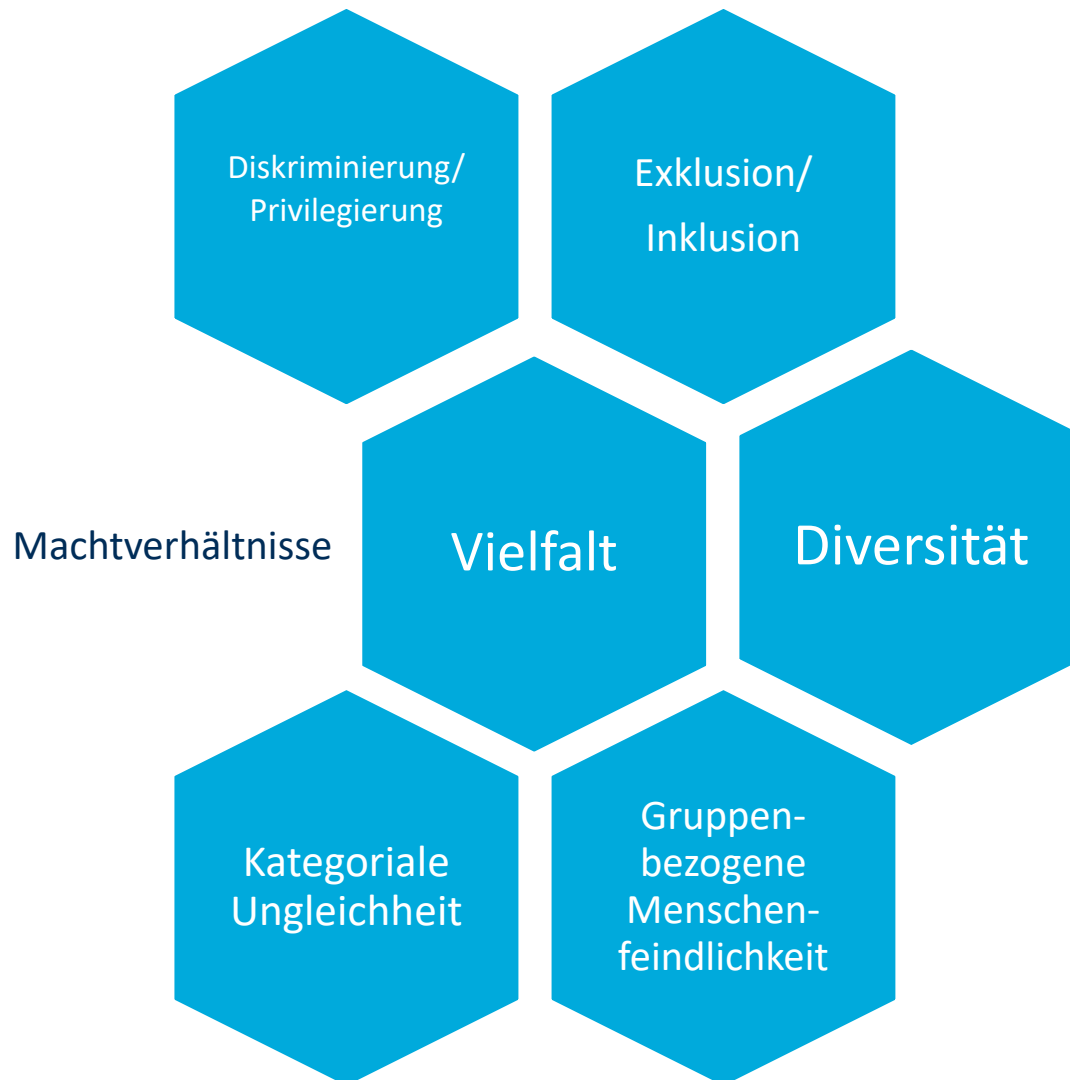 Diskriminierung/
Privilegierung
Exklusion/
Inklusion
Machtverhältnisse
Vielfalt
Diversität
Kategoriale
Ungleichheit
Gruppen-
bezogene
Menschen-
feindlichkeit